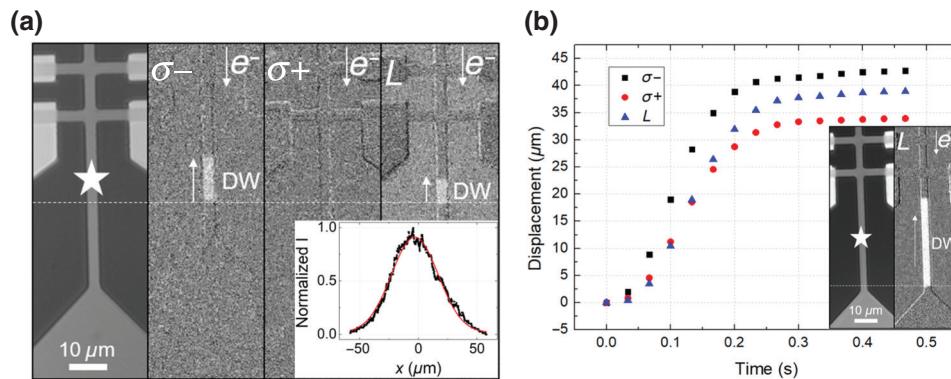 (a)
σ− e⁻ σ+ e⁻ L e⁻
DW
DW
10 µm
Normalized I
1.0
0.5
0.0
−50 0 50
x (µm)
(b)
Displacement (µm)
45
40
35
30
25
20
15
10
5
0
−5
σ−
σ+
L
L e⁻
DW
10 µm
0.0 0.1 0.2 0.3 0.4 0.5
Time (s)